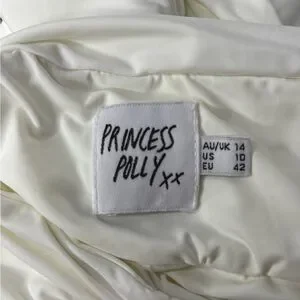 PRINCESS
POLLY xx
AU/UK 14
US 10
EU 42